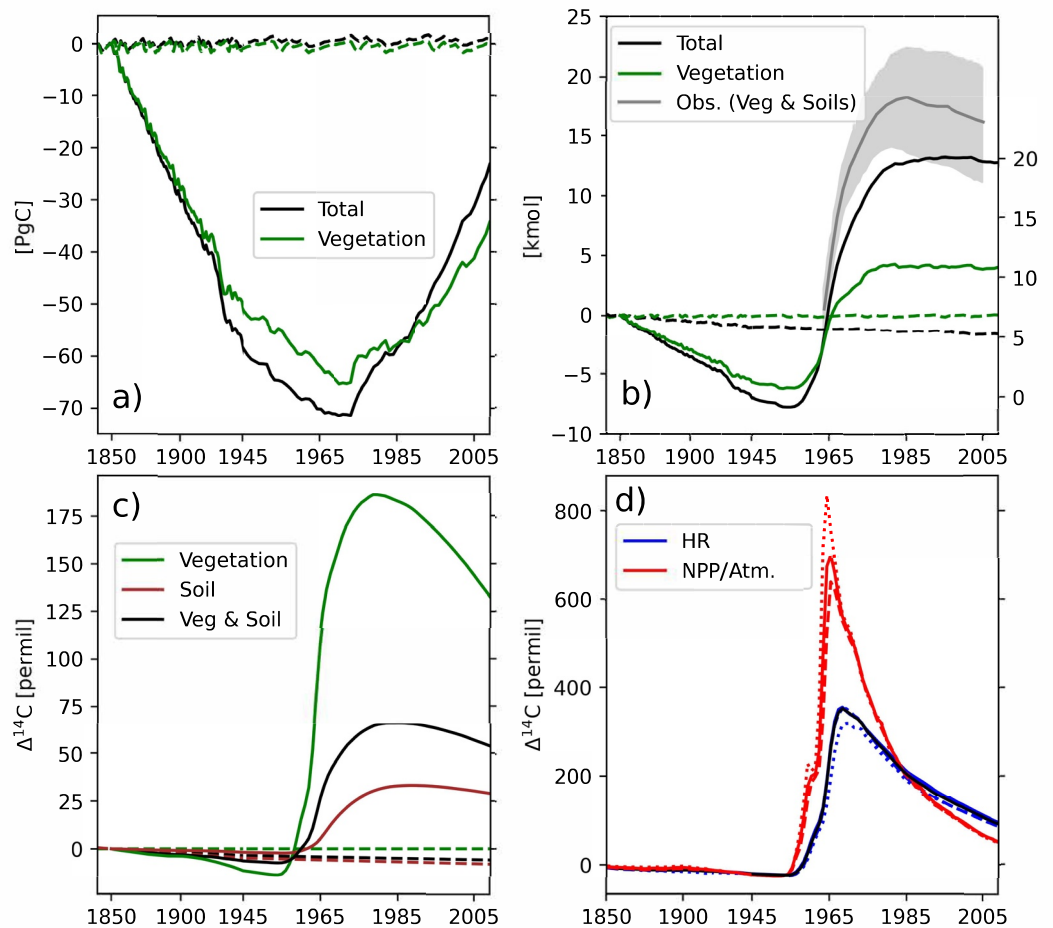 0
−10
−20
−30
−40
−50
−60
−70
[PgC]
Total
Vegetation
a)
1850 1900 1945 1965 1985 2005
25
20
15
10
5
0
−5
−10
[kmol]
Total
Vegetation
Obs. (Veg & Soils)
b)
20
15
10
5
0
1850 1900 1945 1965 1985 2005
175
150
125
100
75
50
25
0
Δ14C [permil]
c)
Vegetation
Soil
Veg & Soil
1850 1900 1945 1965 1985 2005
800
600
400
200
0
Δ14C [permil]
d)
HR
NPP/Atm.
1850 1900 1945 1965 1985 2005